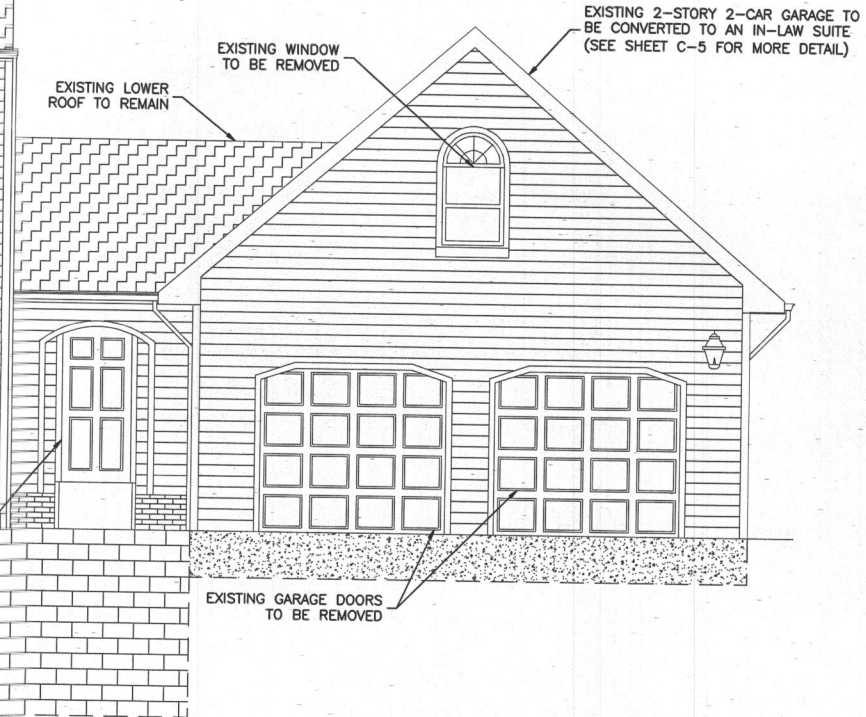 EXISTING 2-STORY 2-CAR GARAGE TO
BE CONVERTED TO AN IN-LAW SUITE
(SEE SHEET C-5 FOR MORE DETAIL)
EXISTING WINDOW
TO BE REMOVED
EXISTING LOWER
ROOF TO REMAIN
EXISTING GARAGE DOORS
TO BE REMOVED